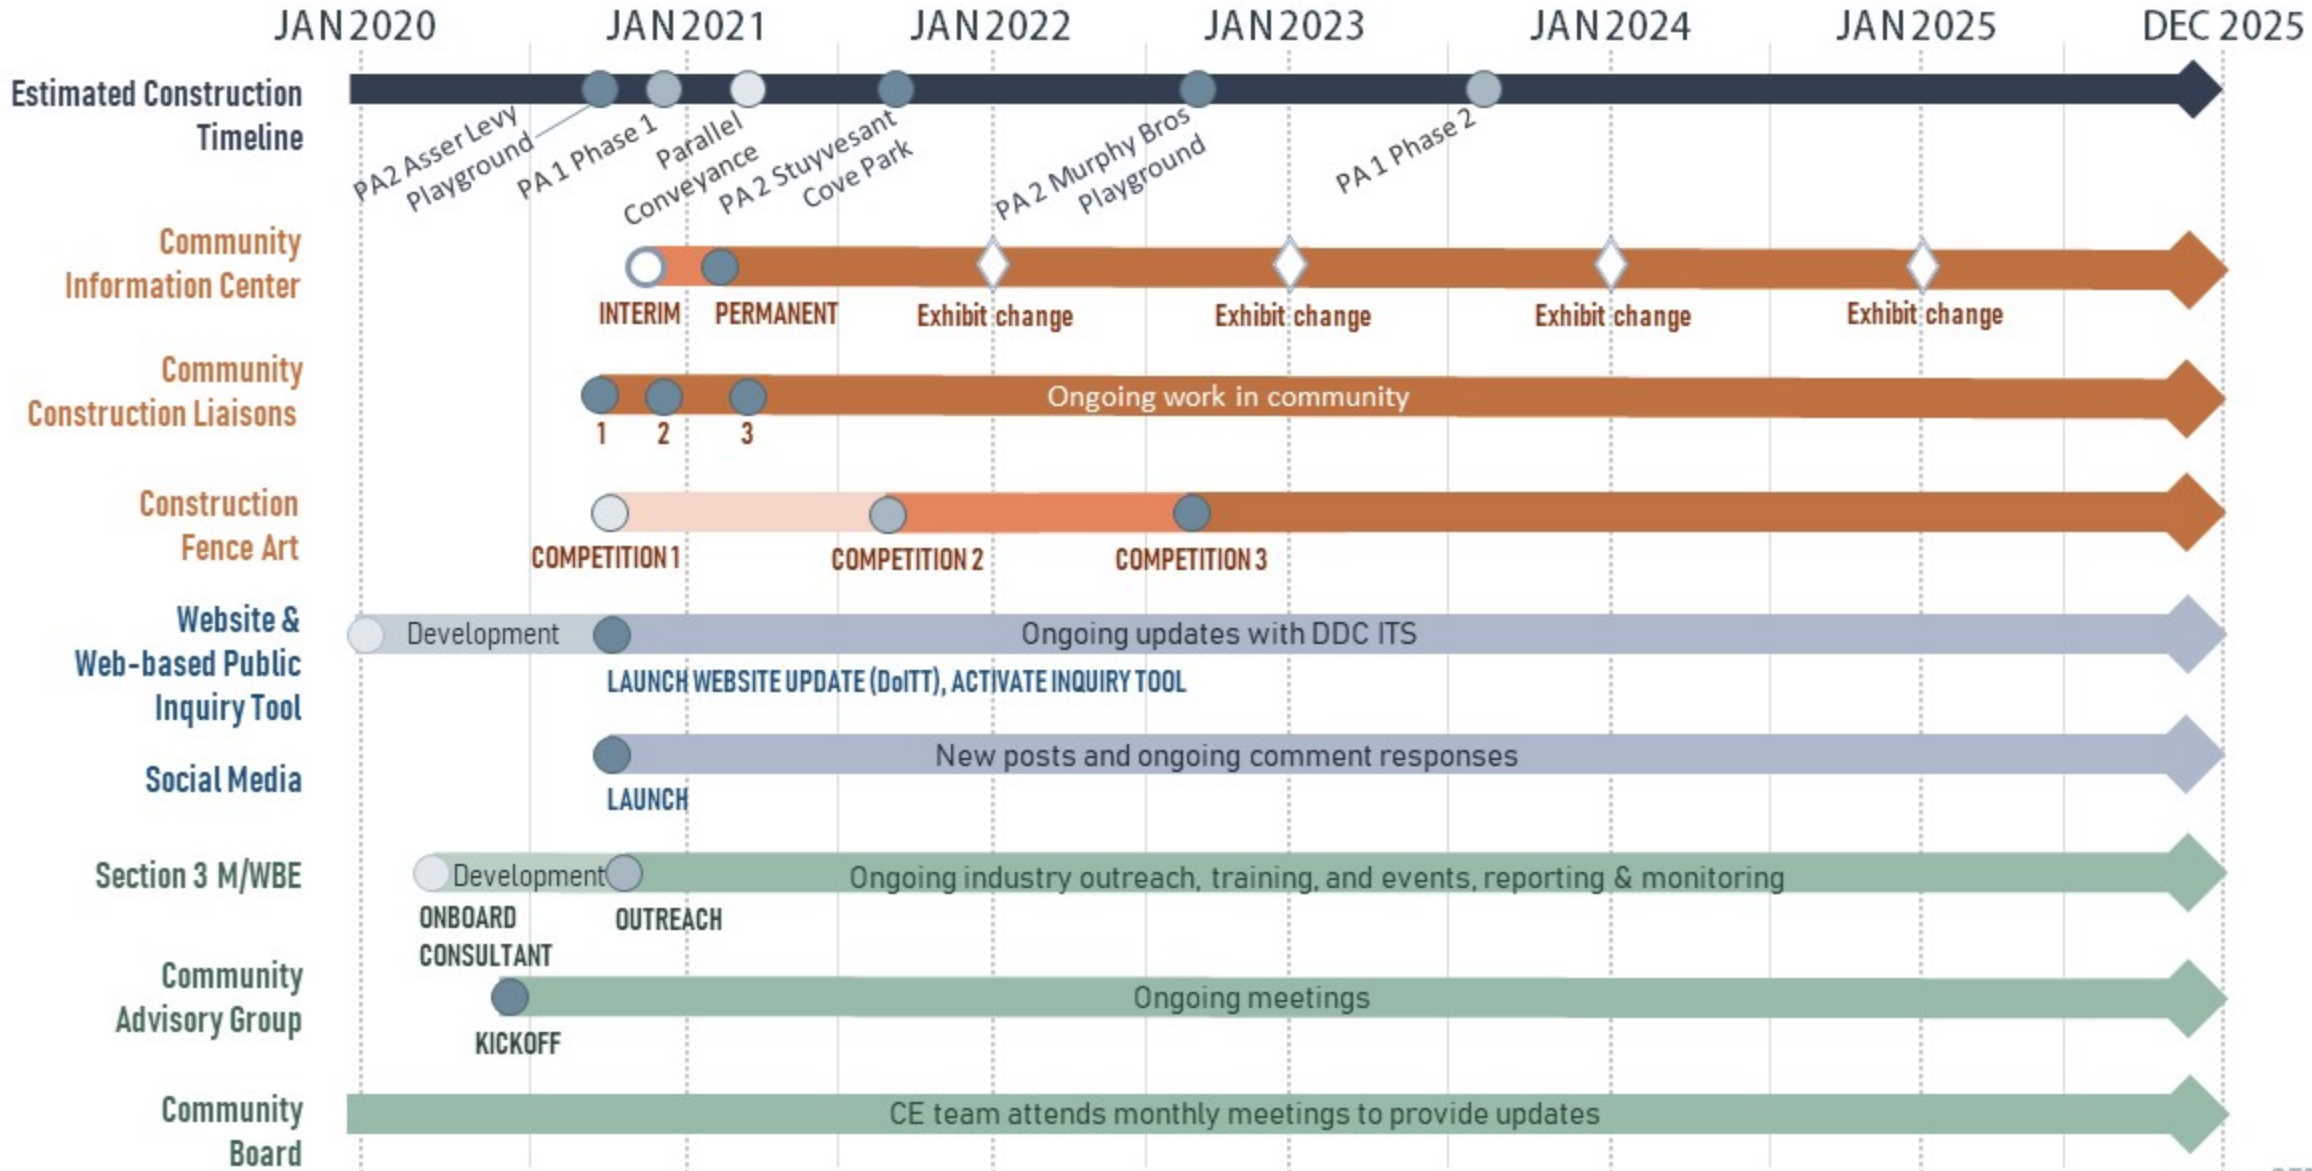 JAN 2020 JAN 2021 JAN 2022 JAN 2023 JAN 2024 JAN 2025 DEC 2025
Estimated Construction
Timeline
PA2 Asser Levy
Playground
PA 1 Phase 1
Parallel
Conveyance
PA 2 Stuyvesant
Cove Park
PA 2 Murphy Bros
Playground
PA 1 Phase 2
Community
Information Center
INTERIM PERMANENT Exhibit change Exhibit change Exhibit change Exhibit change
Community
Construction Liaisons
Ongoing work in community
1 2 3
Construction
Fence Art
COMPETITION 1 COMPETITION 2 COMPETITION 3
Website &
Web-based Public
Inquiry Tool
Development Ongoing updates with DDC ITS
LAUNCH WEBSITE UPDATE (DoITT), ACTIVATE INQUIRY TOOL
Social Media
New posts and ongoing comment responses
LAUNCH
Section 3 M/WBE
Development Ongoing industry outreach, training, and events, reporting & monitoring
ONBOARD
CONSULTANT
OUTREACH
Community
Advisory Group
Ongoing meetings
KICKOFF
Community
Board
CE team attends monthly meetings to provide updates